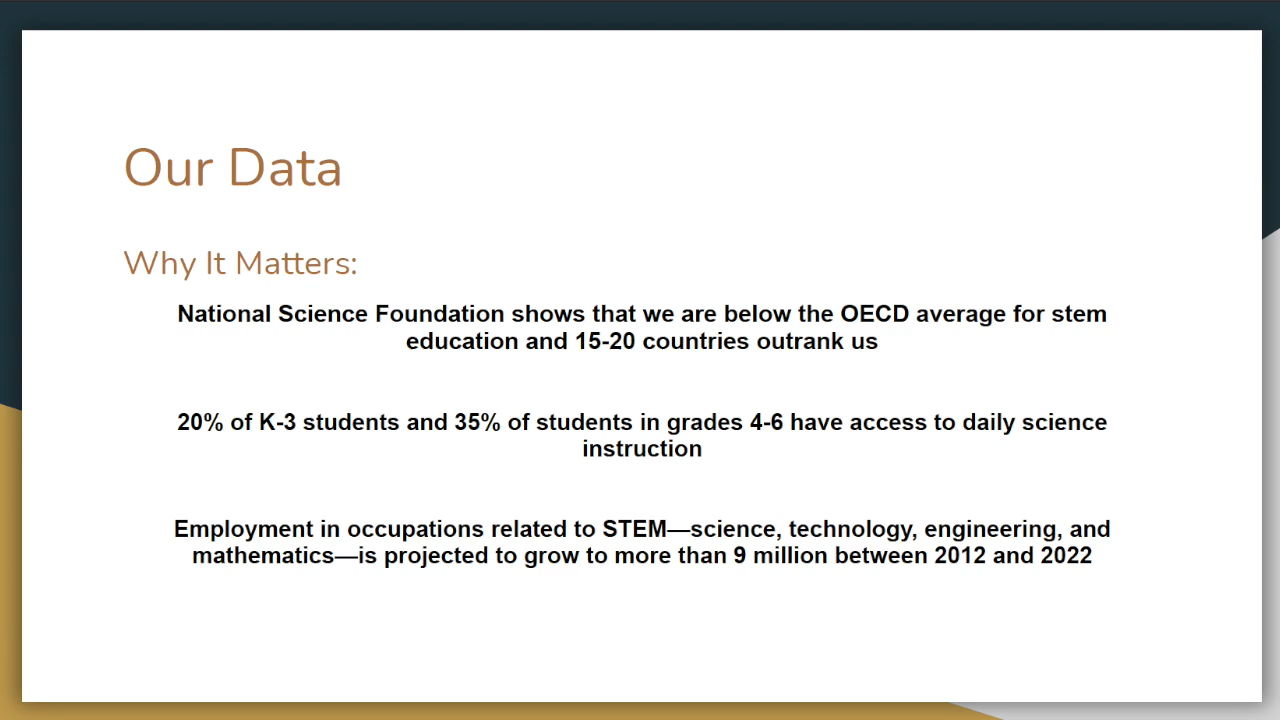 Our Data
Why It Matters:
National Science Foundation shows that we are below the OECD average for stem
education and 15-20 countries outrank us
20% of K-3 students and 35% of students in grades 4-6 have access to daily science
instruction
Employment in occupations related to STEM—science, technology, engineering, and
mathematics—is projected to grow to more than 9 million between 2012 and 2022